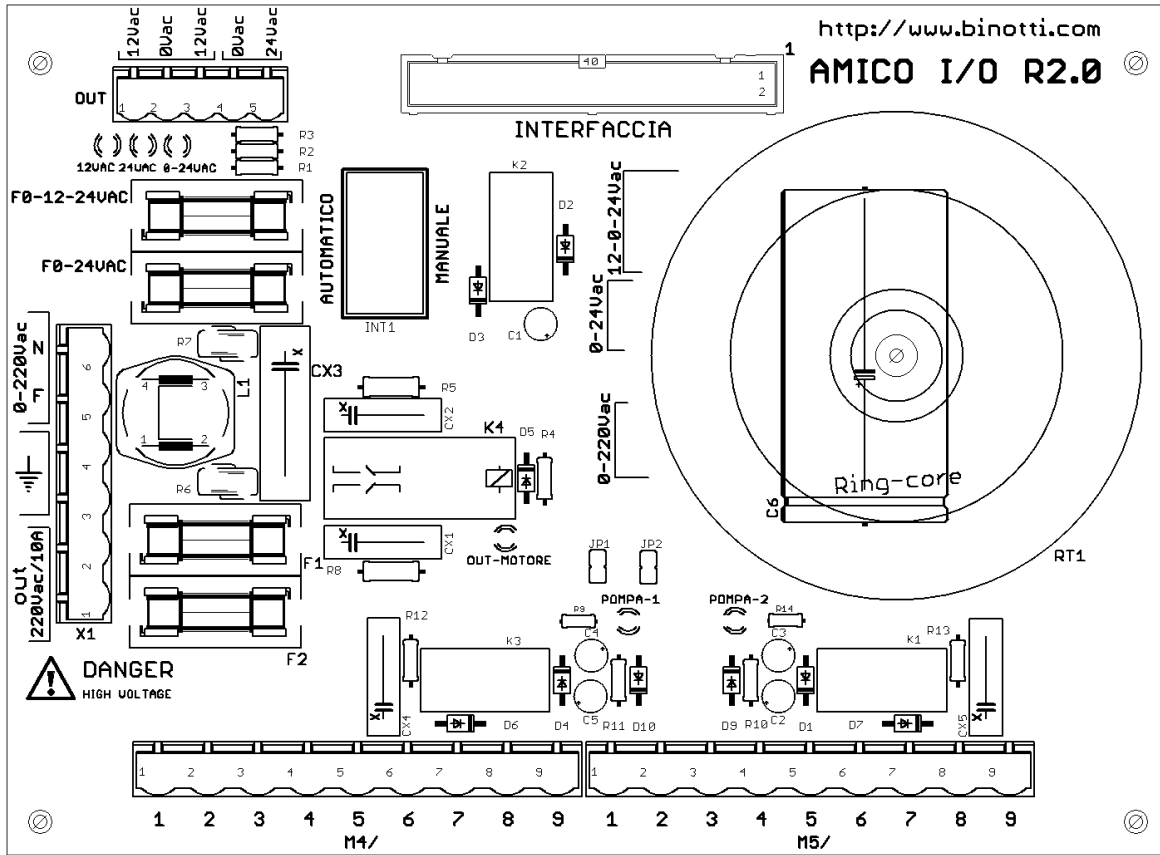 12Vac
0Vac
12Vac
0Vac
24Vac
http://www.binotti.com
AMICO I/O R2.0
40
1
1
2
OUT
1 2 3 4 5
INTERFACCIA
12VAC 24VAC 0-24VAC
R3
R2
R1
F0-12-24VAC
F0-24VAC
AUTOMATICO
MANUALE
INT1
K2
D2
D3
C1
12-0-24Vac
0-24Vac
0-220Vac
Ring-core
C6
RT1
0-220Vac
N
F
6
5
4
3
2
1
Out
220Vac/10A
X1
R7
L1
4 3
1 2
R6
X
CX3
R5
X
CX2
K4
D5
R4
X
CX1
R8
OUT-MOTORE
F1
F2
JP1
JP2
POMPA-1
POMPA-2
DANGER
HIGH VOLTAGE
R12
K3
R9
C4
R14
C3
K1
R13
X
CX4
D6
D4
C5
R11
D10
D9
R10
C2
D1
D7
X
CX5
1 2 3 4 5 6 7 8 9
1 2 3 4 5 6 7 8 9
1 2 3 4 5 6 7 8 9
1 2 3 4 5 6 7 8 9
M4/
M5/